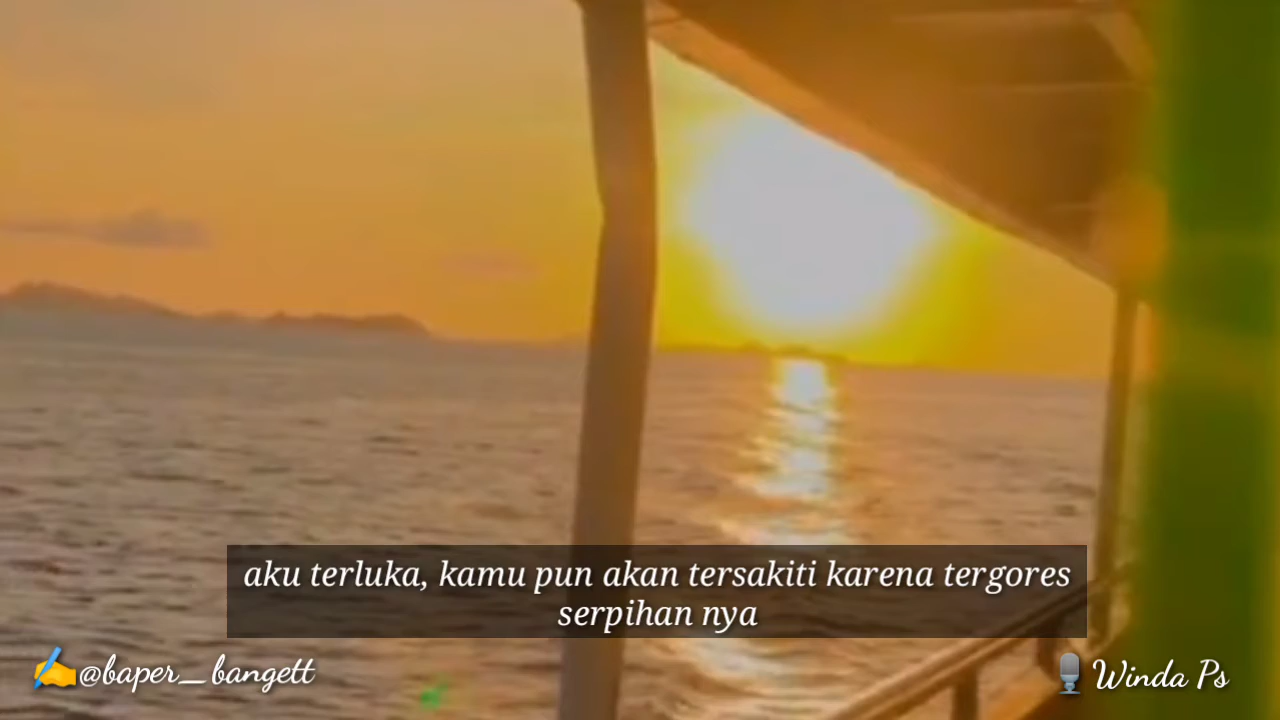 aku terluka, kamu pun akan tersakiti karena tergores
serpihan nya
✍️@baper_bangett
🎙️Winda Ps